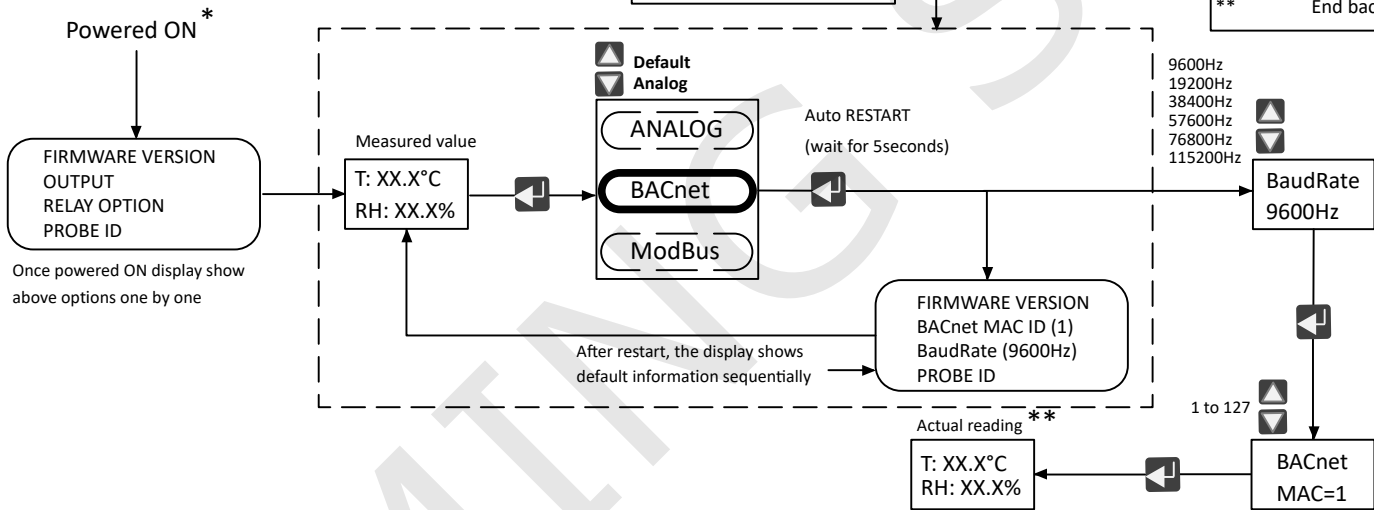 ** End bac
Powered ON *
Default
Analog
9600Hz
19200Hz
38400Hz
57600Hz
76800Hz
115200Hz
ANALOG
BACnet
ModBus
Auto RESTART
(wait for 5seconds)
Measured value
T: XX.X°C
RH: XX.X%
FIRMWARE VERSION
OUTPUT
RELAY OPTION
PROBE ID
Once powered ON display show
above options one by one
BaudRate
9600Hz
FIRMWARE VERSION
BACnet MAC ID (1)
BaudRate (9600Hz)
PROBE ID
After restart, the display shows
default information sequentially
1 to 127
Actual reading **
T: XX.X°C
RH: XX.X%
BACnet
MAC=1
MING S